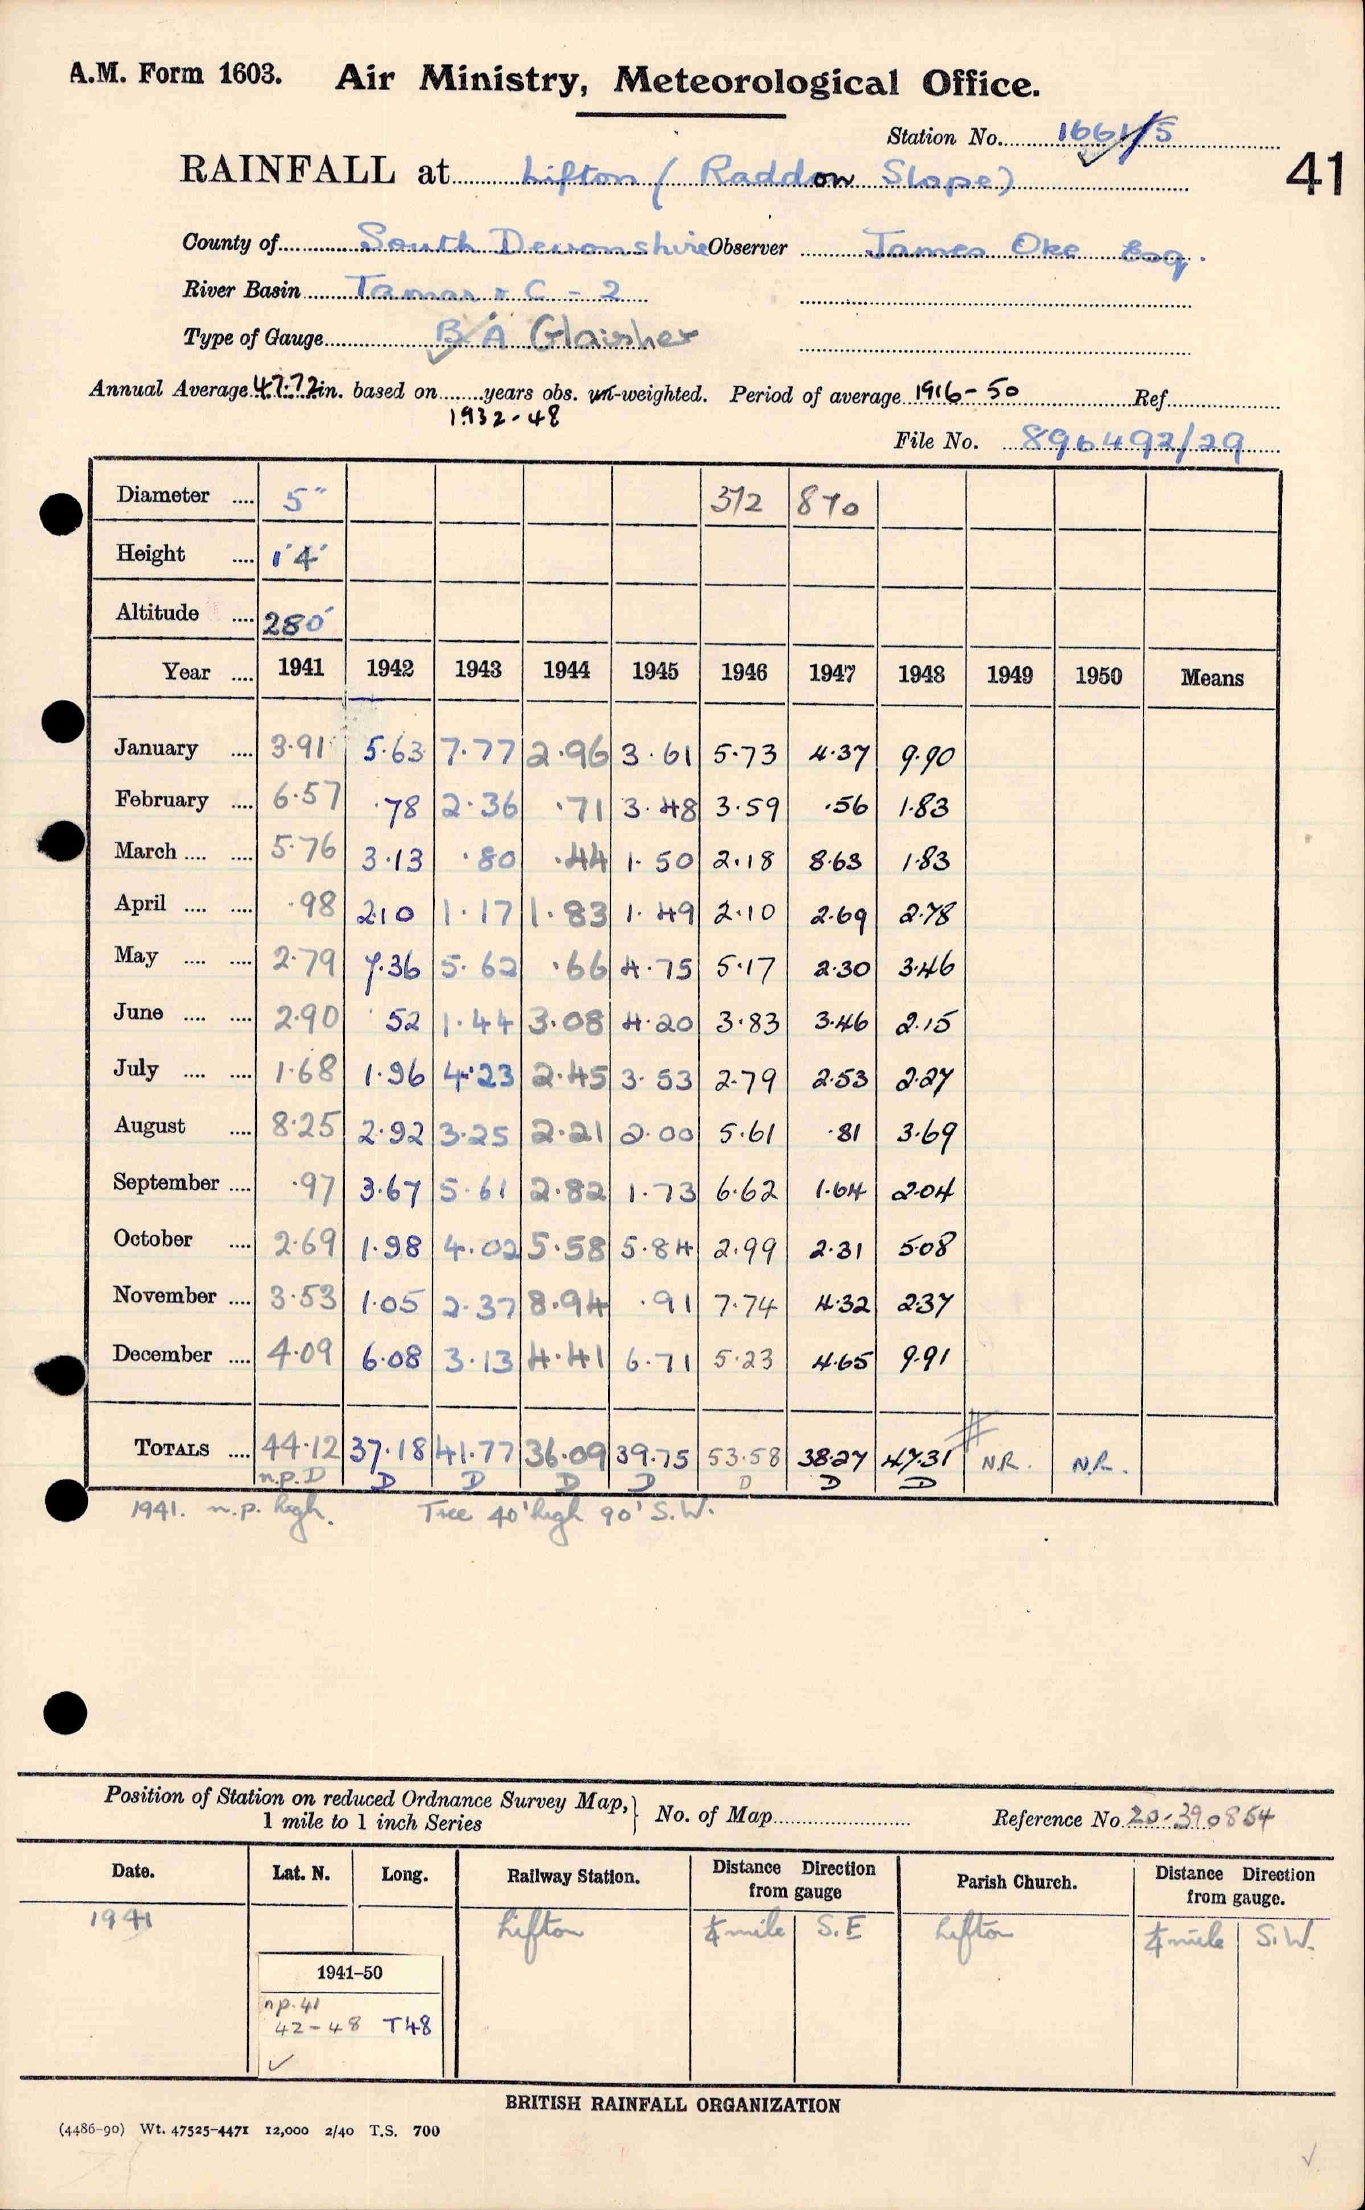 A.M. Form 1603. Air Ministry, Meteorological Office.
Station No. 1661/5
41
RAINFALL at Lifton (Raddon Slope)
County of South Devonshire Observer James Oke Esq.
River Basin Tamar & C - 2
Type of Gauge B A Glaisher
Annual Average 47.72 in. based on years obs. un-weighted. Period of average 1916-50 Ref
1932-48
File No. 896492/29
Diameter .... 5" 372 870
Height .... 1'4"
Altitude .... 280'
Year .... 1941 1942 1943 1944 1945 1946 1947 1948 1949 1950 Means
January .... 3.91 5.63 7.77 2.96 3.61 5.73 4.37 9.90
February .... 6.57 .78 2.36 .71 3.48 3.59 .56 1.83
March .... .... 5.76 3.13 .80 .44 1.50 2.18 8.63 1.83
April .... .... .98 2.10 1.17 1.83 1.49 2.10 2.69 2.78
May .... .... 2.79 7.36 5.62 .66 4.75 5.17 2.30 3.46
June .... .... 2.90 .52 1.44 3.08 4.20 3.83 3.46 2.15
July .... .... 1.68 1.96 4.23 2.45 3.53 2.79 2.53 2.27
August .... 8.25 2.92 3.25 2.21 2.00 5.61 .81 3.69
September .... .97 3.67 5.61 2.82 1.73 6.62 1.64 2.04
October .... 2.69 1.98 4.02 5.58 5.84 2.99 2.31 5.08
November .... 3.53 1.05 2.37 8.94 .91 7.74 4.32 2.37
December .... 4.09 6.08 3.13 4.41 6.71 5.23 4.65 9.91
TOTALS .... 44.12 37.18 41.77 36.09 39.75 53.58 38.27 47.31 N.R. N.R.
n.p. D D D D D D D D
1941. n.p. high. Tree 40' high 90' S.W.
Position of Station on reduced Ordnance Survey Map,} No. of Map Reference No. 20-390854
1 mile to 1 inch Series
Date. Lat. N. Long. Railway Station. Distance Direction from gauge Parish Church. Distance Direction from gauge.
1941 Lifton ¼ mile S.E Lifton ¼ mile S.W.
1941-50
n.p. 41
42-48 T48
BRITISH RAINFALL ORGANIZATION
(4486-90) Wt. 47525-4471 12,000 2/40 T.S. 700